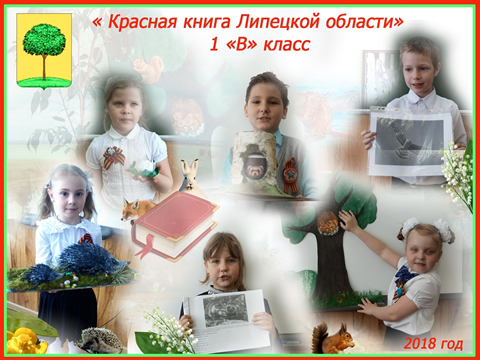 « Красная книга Липецкой области»
1 «В» класс
2018 год